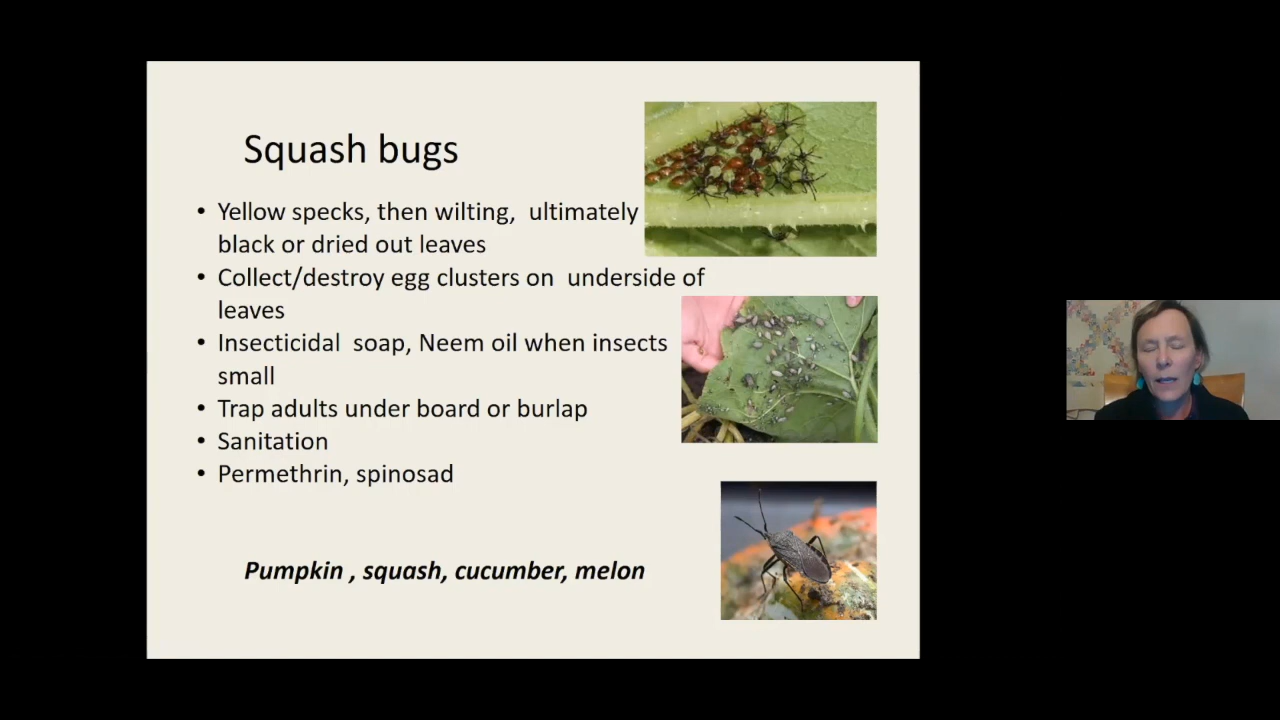 Squash bugs
• Yellow specks, then wilting, ultimately
black or dried out leaves
• Collect/destroy egg clusters on underside of
leaves
• Insecticidal soap, Neem oil when insects
small
• Trap adults under board or burlap
• Sanitation
• Permethrin, spinosad
Pumpkin , squash, cucumber, melon